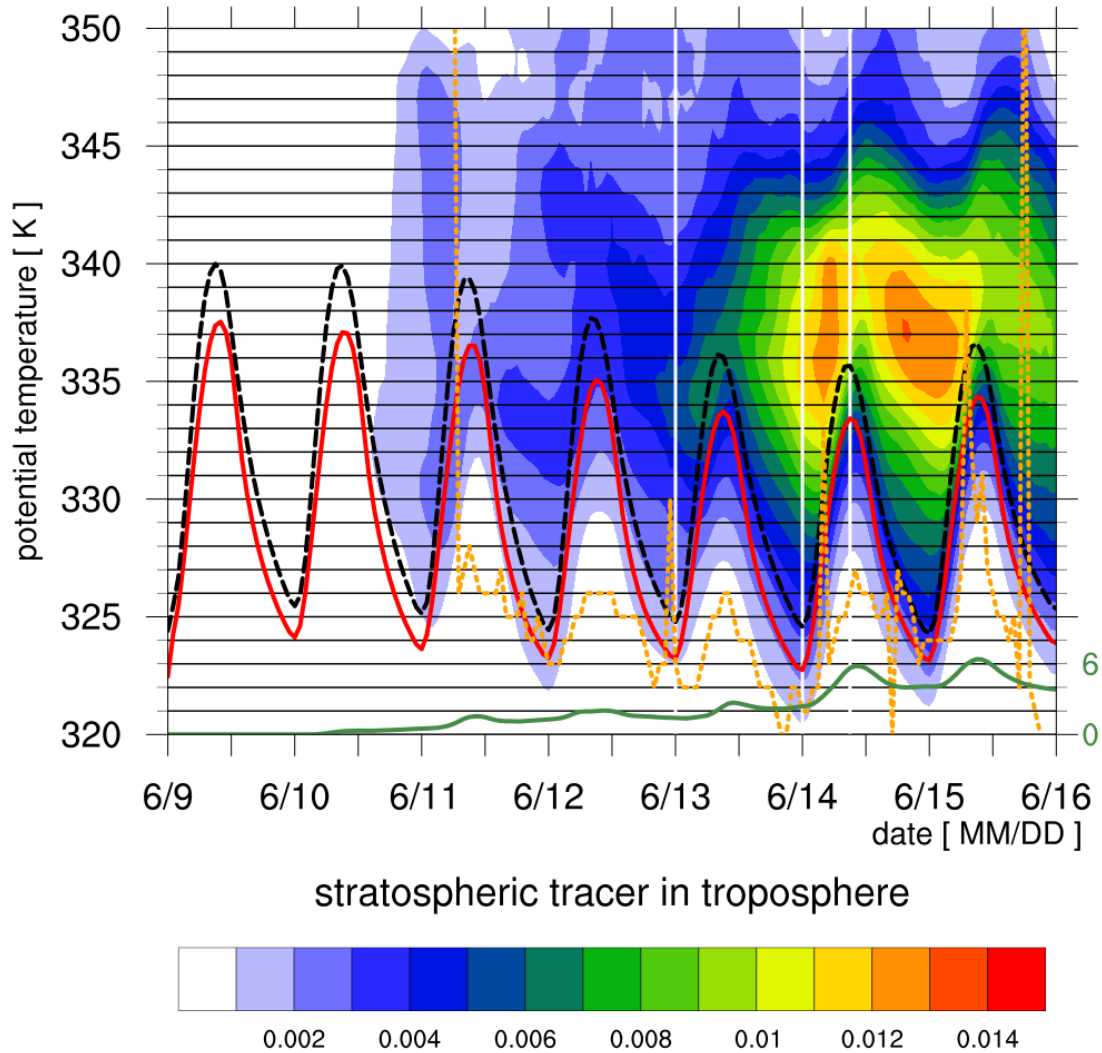 350
345
340
335
330
325
320
potential temperature [ K ]
6
0
6/9 6/10 6/11 6/12 6/13 6/14 6/15 6/16
date [ MM/DD ]
stratospheric tracer in troposphere
0.002 0.004 0.006 0.008 0.01 0.012 0.014